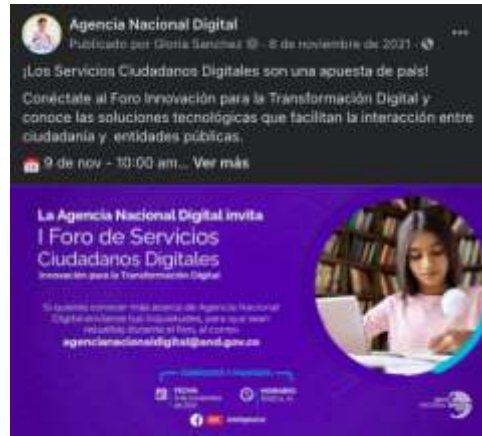 Agencia Nacional Digital
Publicado por Gloria Sanchez · 8 de noviembre de 2021 ·
¡Los Servicios Ciudadanos Digitales son una apuesta de país!
Conéctate al Foro Innovación para la Transformación Digital y
conoce las soluciones tecnológicas que facilitan la interacción entre
ciudadanía y entidades públicas.
9 de nov - 10:00 am... Ver más
La Agencia Nacional Digital invita
I Foro de Servicios
Ciudadanos Digitales
Innovación para la Transformación Digital
Si quieres conocer más acerca de Agencia Nacional
Digital envíanos tus inquietudes, para que sean
resueltas durante el foro, al correo
agencianacionaldigital@and.gov.co
FECHA
HORARIO